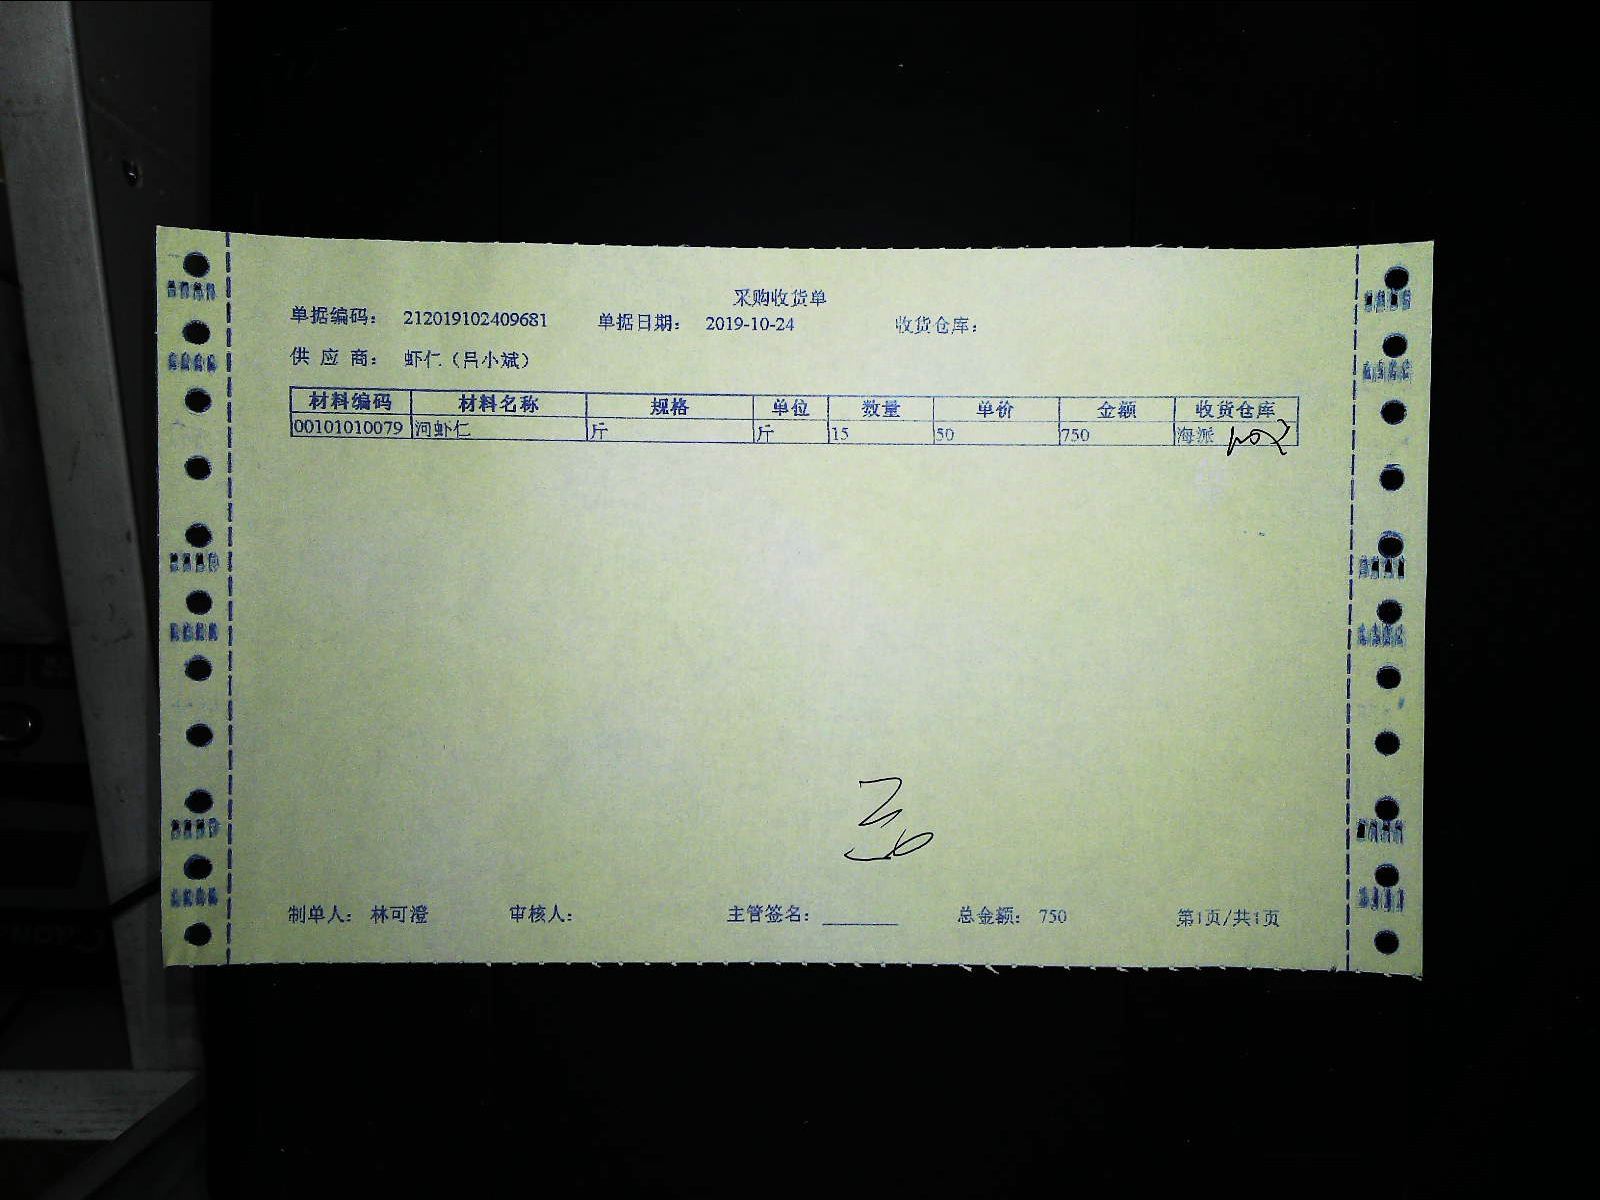 采购收货单
单据编码： 212019102409681 单据日期： 2019-10-24 收货仓库：
供 应 商： 虾仁（吕小斌）
材料编码 材料名称 规格 单位 数量 单价 金额 收货仓库
00101010079 河虾仁 斤 斤 15 50 750 海派
制单人： 林可澄 审核人： 主管签名： 总金额： 750 第1页/共1页